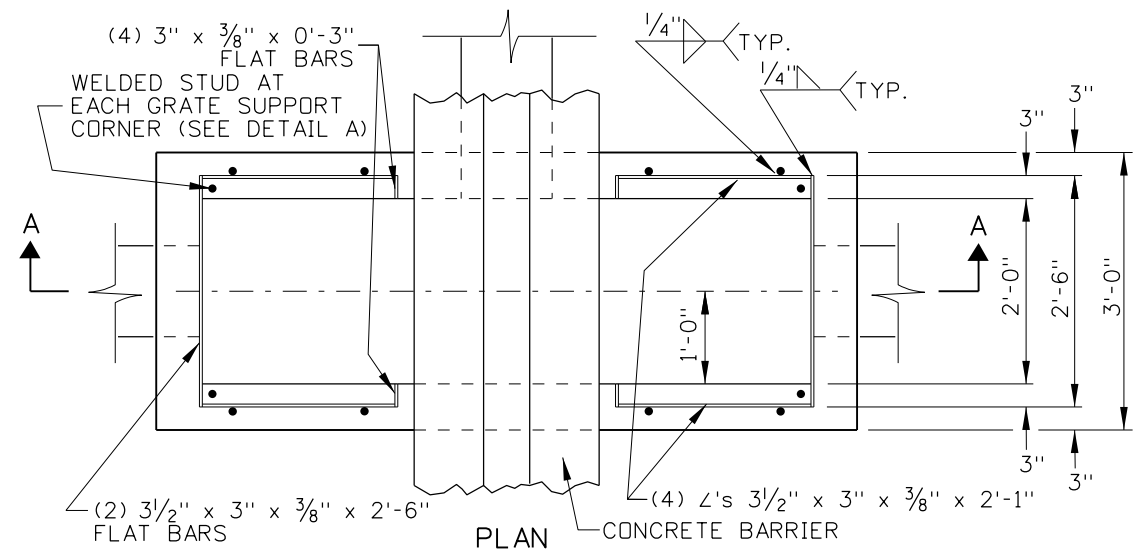 (4) 3" x 3/8" x 0'-3"
FLAT BARS
WELDED STUD AT
EACH GRATE SUPPORT
CORNER (SEE DETAIL A)
1/4"
TYP.
1/4"
TYP.
3"
3"
A
A
1'-0"
2'-0"
2'-6"
3'-0"
3"
3"
(2) 3 1/2" x 3" x 3/8" x 2'-6"
FLAT BARS
(4) ∠'s 3 1/2" x 3" x 3/8" x 2'-1"
CONCRETE BARRIER
PLAN